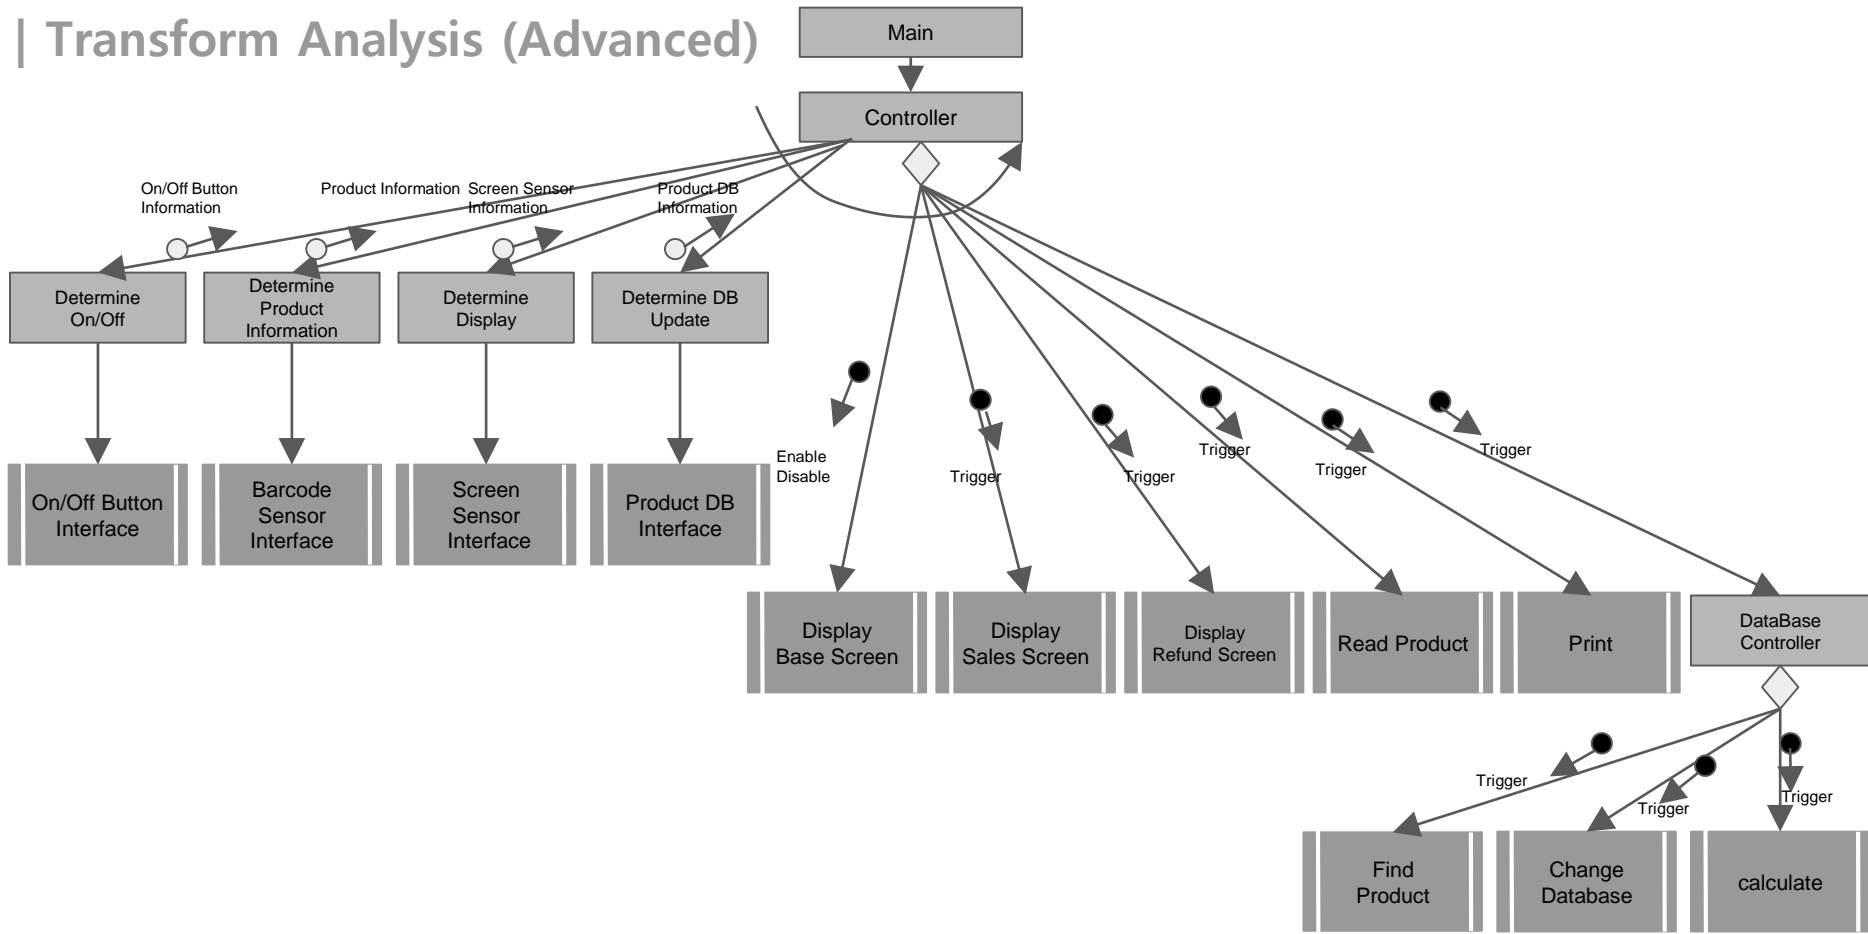 | Transform Analysis (Advanced)
Main
Controller
On/Off Button
Information
Product Information
Screen Sensor
Information
Product DB
Information
Determine
On/Off
Determine
Product
Information
Determine
Display
Determine DB
Update
On/Off Button
Interface
Barcode
Sensor
Interface
Screen
Sensor
Interface
Product DB
Interface
Enable
Disable
Trigger
Trigger
Trigger
Trigger
Trigger
Display
Base Screen
Display
Sales Screen
Display
Refund Screen
Read Product
Print
DataBase
Controller
Trigger
Trigger
Trigger
Find
Product
Change
Database
calculate